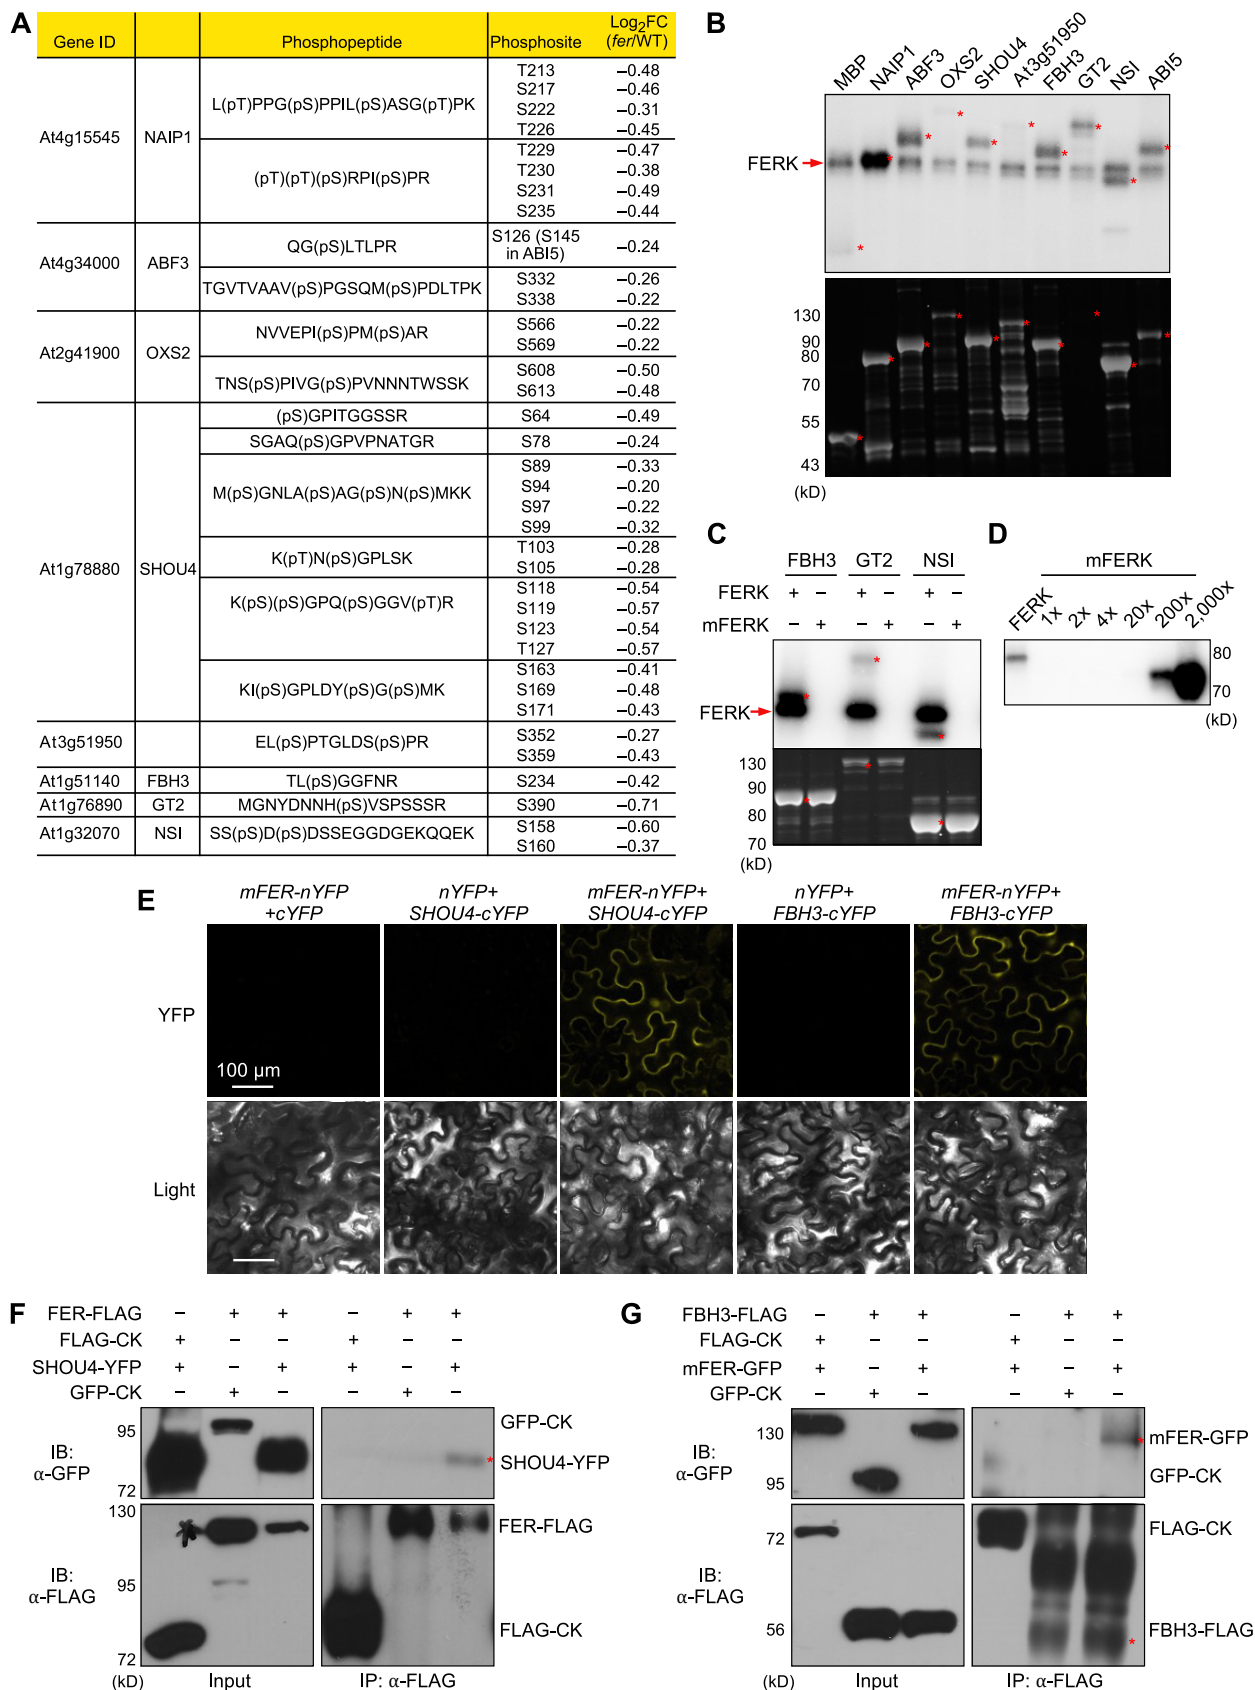 A
Gene ID Phosphopeptide Phosphosite Log2FC (fer/WT)
At4g15545 NAIP1 L(pT)PPG(pS)PPIL(pS)ASG(pT)PK
T213 –0.48
S217 –0.46
S222 –0.31
T226 –0.45
(pT)(pT)(pS)RPI(pS)PR
T229 –0.47
T230 –0.38
S231 –0.49
S235 –0.44
At4g34000 ABF3 QG(pS)LTLPR S126 (S145 in ABI5) –0.24
TGVTVAAV(pS)PGSQM(pS)PDLTPK
S332 –0.26
S338 –0.22
At2g41900 OXS2 NVVEPI(pS)PM(pS)AR
S566 –0.22
S569 –0.22
TNS(pS)PIVG(pS)PVNNNTWSSK
S608 –0.50
S613 –0.48
At1g78880 SHOU4 (pS)GPITGGSSR S64 –0.49
SGAQ(pS)GPVPNATGR S78 –0.24
M(pS)GNLA(pS)AG(pS)N(pS)MKK
S89 –0.33
S94 –0.20
S97 –0.22
S99 –0.32
K(pT)N(pS)GPLSK
T103 –0.28
S105 –0.28
K(pS)(pS)GPQ(pS)GGV(pT)R
S118 –0.54
S119 –0.57
S123 –0.54
T127 –0.57
KI(pS)GPLDY(pS)G(pS)MK
S163 –0.41
S169 –0.48
S171 –0.43
At3g51950 EL(pS)PTGLDS(pS)PR
S352 –0.27
S359 –0.43
At1g51140 FBH3 TL(pS)GGFNR S234 –0.42
At1g76890 GT2 MGNYDNNH(pS)VSPSSSR S390 –0.71
At1g32070 NSI SS(pS)D(pS)DSSEGGDGEKQQEK
S158 –0.60
S160 –0.37
B
MBP NAIP1 ABF3 OXS2 SHOU4 At3g51950 FBH3 GT2 NSI ABI5
* * * * * * * * * *
FERK
* * * * * * * * * *
130
90
80
70
55
43
(kD)
C
FBH3 GT2 NSI
FERK + – + – + –
mFERK – + – + – +
* * *
FERK
* * *
130
90
80
70
(kD)
D
mFERK
FERK 1x 2x 4x 20x 200x 2,000x
80
70
(kD)
E
mFER-nYFP +cYFP
nYFP+ SHOU4-cYFP
mFER-nYFP+ SHOU4-cYFP
nYFP+ FBH3-cYFP
mFER-nYFP+ FBH3-cYFP
YFP
100 µm
Light
F
FER-FLAG – + + – + +
FLAG-CK + – – + – –
SHOU4-YFP + – + + – +
GFP-CK – + – – + –
IB: α-GFP
95
72
GFP-CK
* SHOU4-YFP
IB: α-FLAG
130
95
72
(kD)
FER-FLAG
FLAG-CK
Input IP: α-FLAG
G
FBH3-FLAG – + + – + +
FLAG-CK + – – + – –
mFER-GFP + – + + – +
GFP-CK – + – – + –
IB: α-GFP
130
95
* mFER-GFP
GFP-CK
IB: α-FLAG
72
56
(kD)
FLAG-CK
* FBH3-FLAG
Input IP: α-FLAG